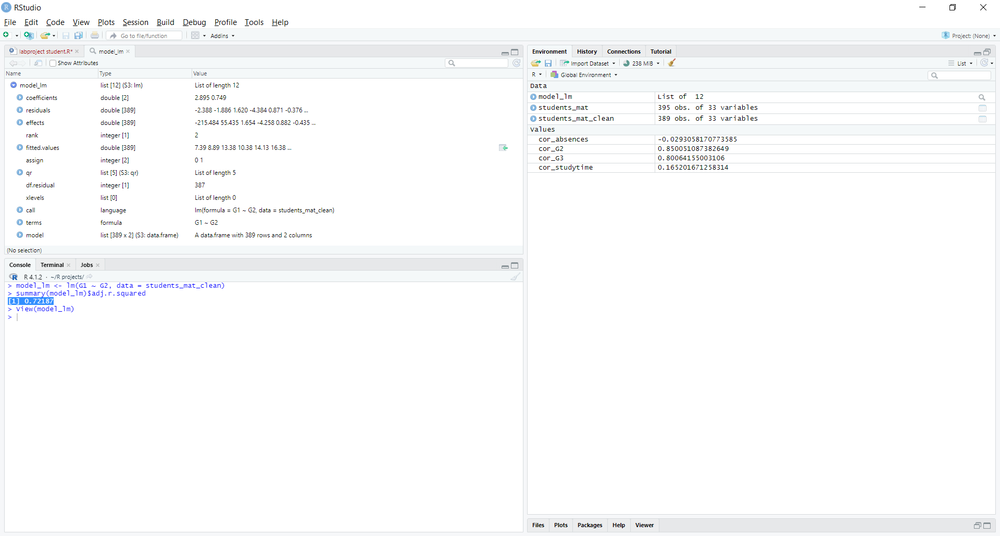 RStudio
File Edit Code View Plots Session Build Debug Profile Tools Help
Go to file/function Addins Project: (None)
labproject student.R* model_lm
Show Attributes
Name Type Value
model_lm list [12] (S3: lm) List of length 12
coefficients double [2] 2.895 0.749
residuals double [389] -2.388 -1.886 1.620 -4.384 0.871 -0.376 ...
effects double [389] -215.484 55.435 1.654 -4.258 0.882 -0.435 ...
rank integer [1] 2
fitted.values double [389] 7.39 8.89 13.38 10.38 14.13 16.38 ...
assign integer [2] 0 1
qr list [5] (S3: qr) List of length 5
df.residual integer [1] 387
xlevels list [0] List of length 0
call language lm(formula = G1 ~ G2, data = students_mat_clean)
terms formula G1 ~ G2
model list [389 x 2] (S3: data.frame) A data.frame with 389 rows and 2 columns
(No selection)
Console Terminal Jobs
R 4.1.2 · ~/R projects/
> model_lm <- lm(G1 ~ G2, data = students_mat_clean)
> summary(model_lm)$adj.r.squared
[1] 0.72187
> View(model_lm)
>
Environment History Connections Tutorial
Import Dataset 238 MiB List
R Global Environment
Data
model_lm List of 12
students_mat 395 obs. of 33 variables
students_mat_clean 389 obs. of 33 variables
Values
cor_absences -0.0293058170773585
cor_G2 0.850051087382649
cor_G3 0.80064155003106
cor_studytime 0.165201671258314
Files Plots Packages Help Viewer